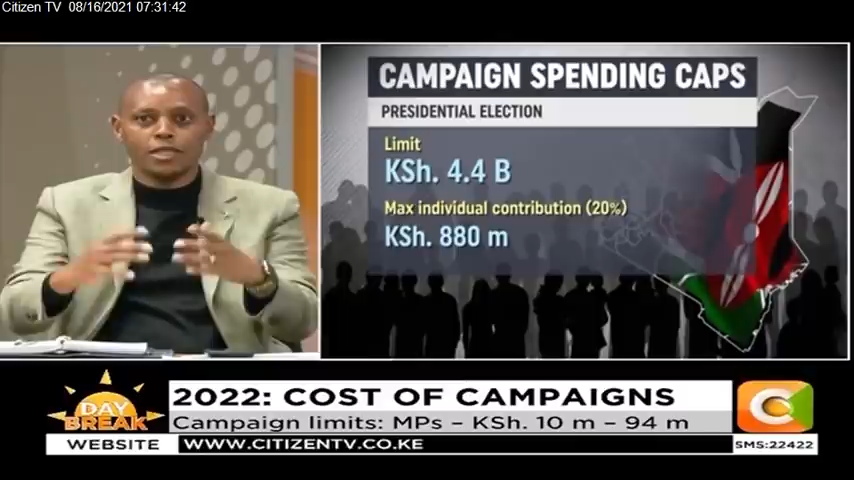 Citizen TV 08/16/2021 07:31:42
CAMPAIGN SPENDING CAPS
PRESIDENTIAL ELECTION
Limit
KSh. 4.4 B
Max individual contribution (20%)
KSh. 880 m
DAY
BREAK
2022: COST OF CAMPAIGNS
Campaign limits: MPs – KSh. 10 m – 94 m
WEBSITE
WWW.CITIZENTV.CO.KE
SMS:22422